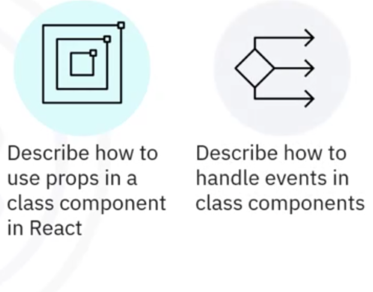 Describe how to
use props in a
class component
in React
Describe how to
handle events in
class components